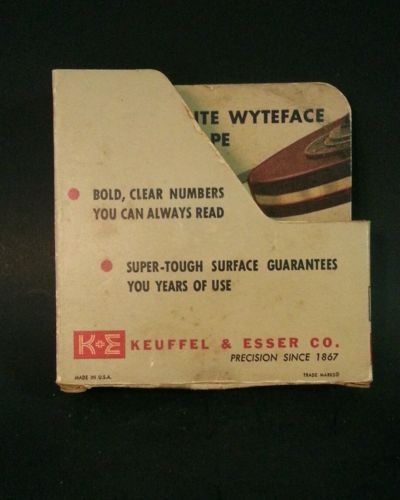 ITE WYTEFACE
PE
BOLD, CLEAR NUMBERS
YOU CAN ALWAYS READ
SUPER-TOUGH SURFACE GUARANTEES
YOU YEARS OF USE
K+E KEUFFEL & ESSER CO.
PRECISION SINCE 1867
MADE IN U.S.A. TRADE MARKS®